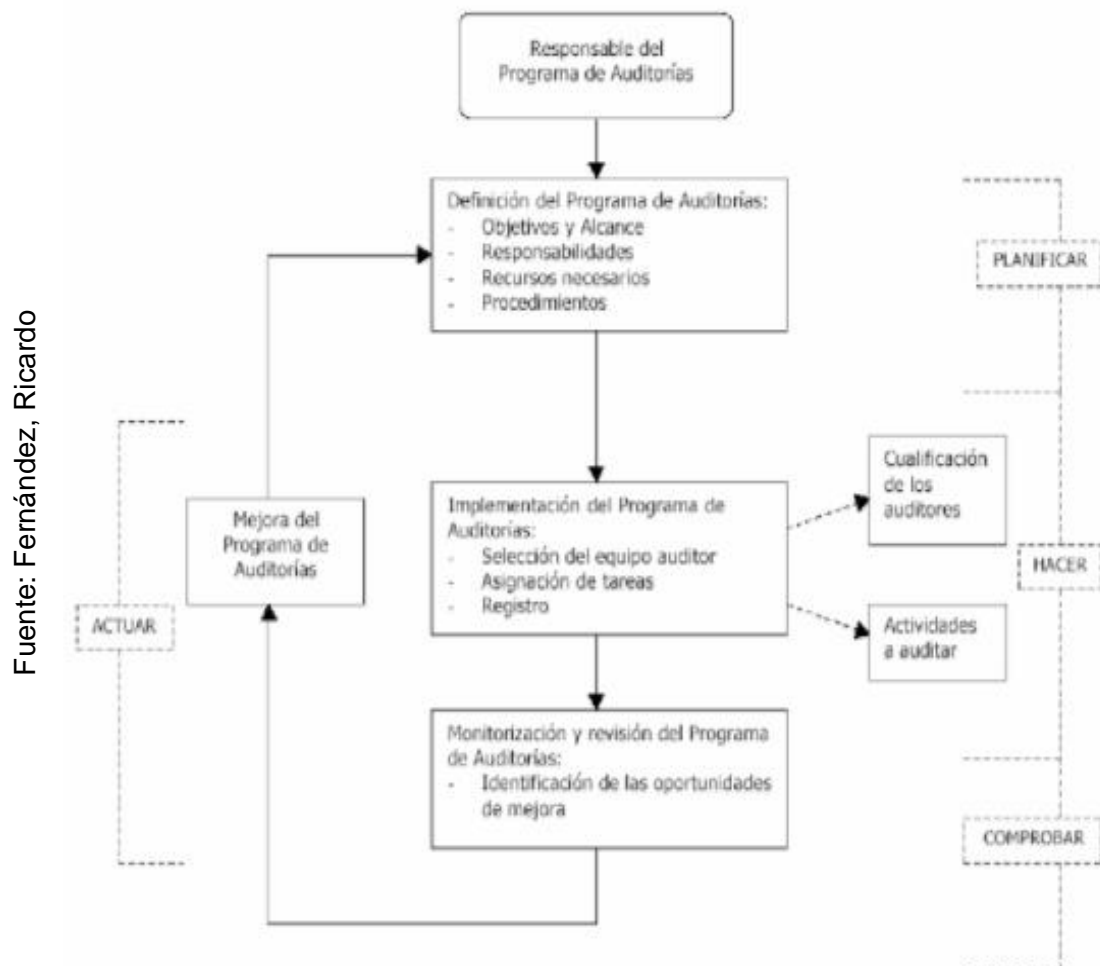 Responsable del
Programa de Auditorías
Definición del Programa de Auditorías:
- Objetivos y Alcance
- Responsabilidades
- Recursos necesarios
- Procedimientos
PLANIFICAR
Fuente: Fernández, Ricardo
Mejora del
Programa de
Auditorías
Implementación del Programa de
Auditorías:
- Selección del equipo auditor
- Asignación de tareas
- Registro
Cualificación
de los
auditores
HACER
ACTUAR
Actividades
a auditar
Monitorización y revisión del Programa
de Auditorías:
- Identificación de las oportunidades
de mejora
COMPROBAR